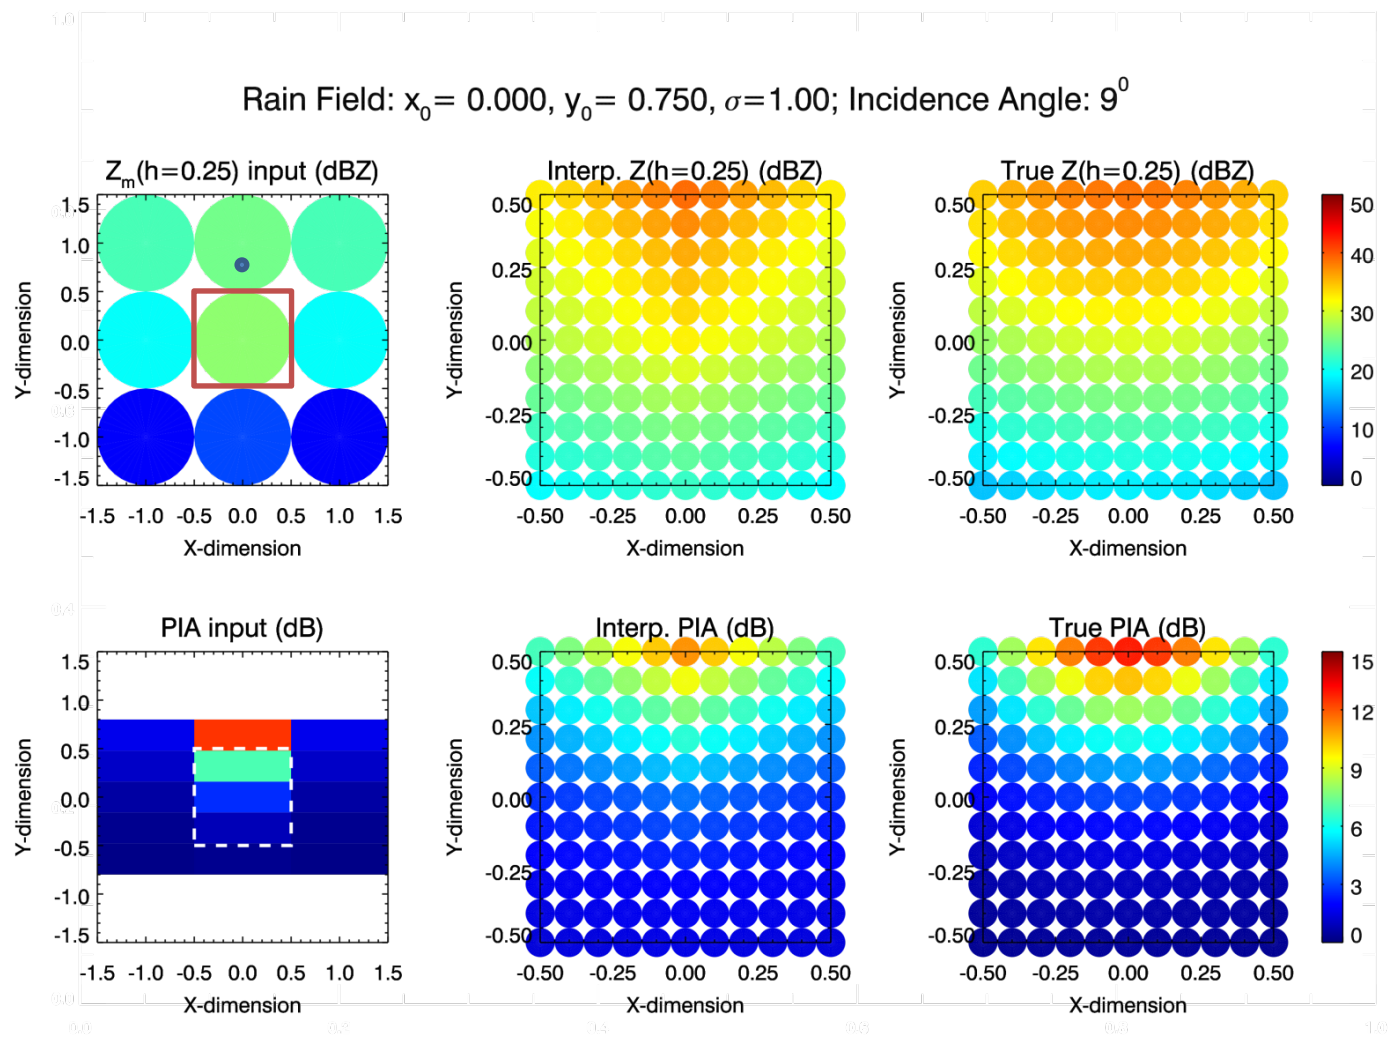 Rain Field: x0= 0.000, y0= 0.750, σ=1.00; Incidence Angle: 9⁰
Zm(h=0.25) input (dBZ)
1.5
1.0
0.5
0.0
-0.5
-1.0
-1.5
Y-dimension
-1.5 -1.0 -0.5 0.0 0.5 1.0 1.5
X-dimension
Interp. Z(h=0.25) (dBZ)
0.50
0.25
0.00
-0.25
-0.50
Y-dimension
-0.50 -0.25 0.00 0.25 0.50
X-dimension
True Z(h=0.25) (dBZ)
0.50
0.25
0.00
-0.25
-0.50
Y-dimension
-0.50 -0.25 0.00 0.25 0.50
X-dimension
50
40
30
20
10
0
PIA input (dB)
1.5
1.0
0.5
0.0
-0.5
-1.0
-1.5
Y-dimension
-1.5 -1.0 -0.5 0.0 0.5 1.0 1.5
X-dimension
Interp. PIA (dB)
0.50
0.25
0.00
-0.25
-0.50
Y-dimension
-0.50 -0.25 0.00 0.25 0.50
X-dimension
True PIA (dB)
0.50
0.25
0.00
-0.25
-0.50
Y-dimension
-0.50 -0.25 0.00 0.25 0.50
X-dimension
15
12
9
6
3
0